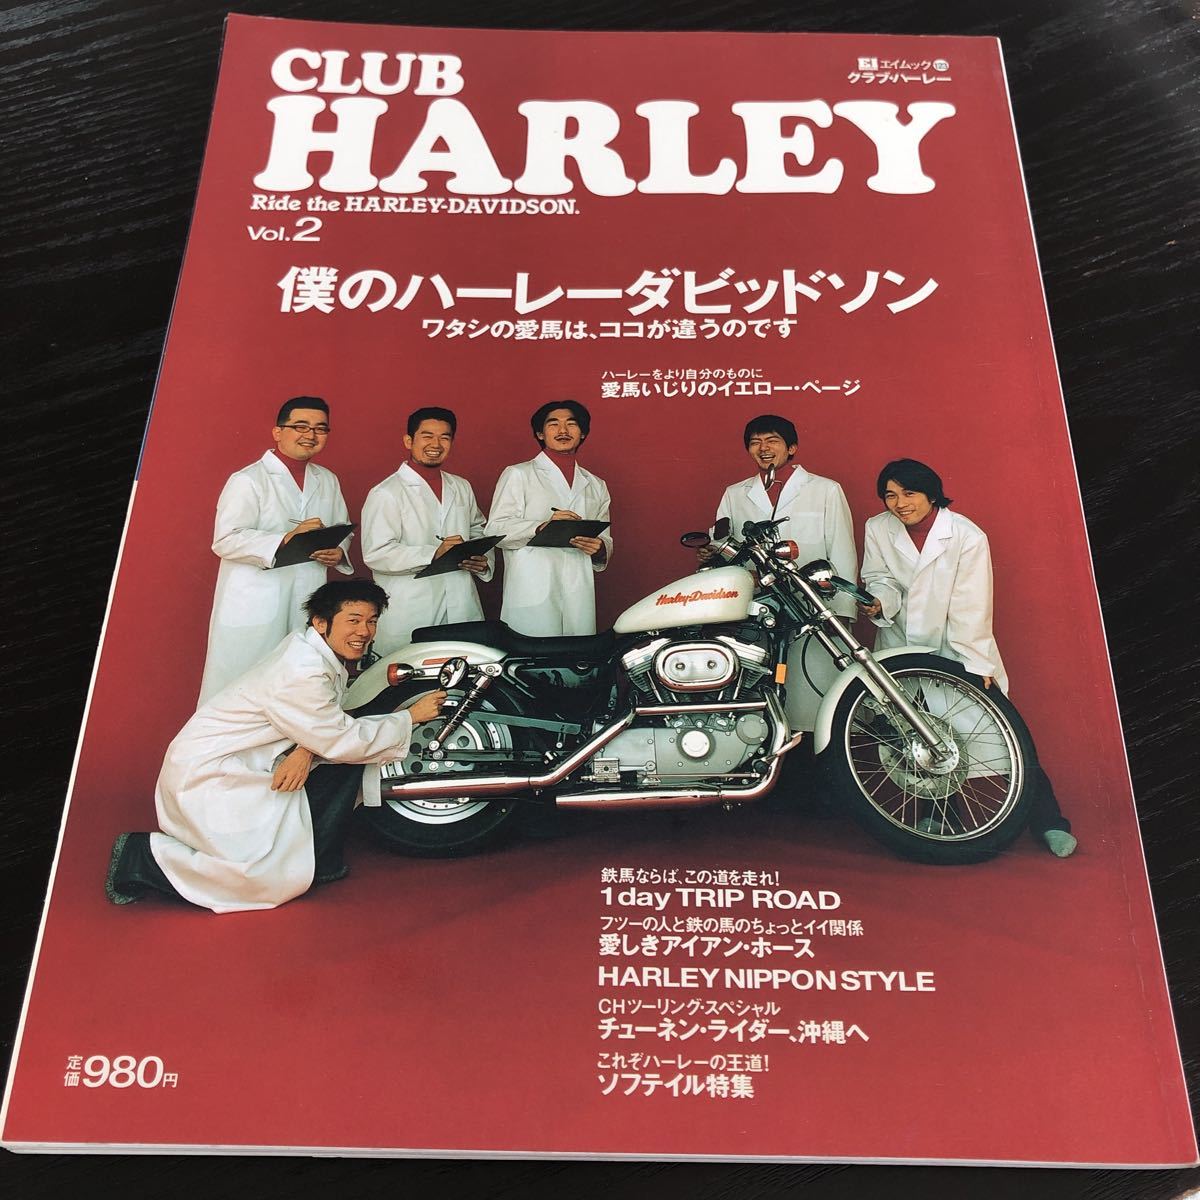 CLUB
HARLEY
Ride the HARLEY-DAVIDSON.
Vol.2
EI エイムック 123
クラブ・ハーレー
僕のハーレーダビッドソン
ワタシの愛馬は、ココが違うのです
ハーレーをより自分のものに
愛馬いじりのイエロー・ページ
Harley-Davidson
鉄馬ならば、この道を走れ!
1day TRIP ROAD
フツーの人と鉄の馬のちょっとイイ関係
愛しきアイアン・ホース
HARLEY NIPPON STYLE
CHツーリング・スペシャル
チューネン・ライダー、沖縄へ
これぞハーレーの王道!
ソフテイル特集
定価980円